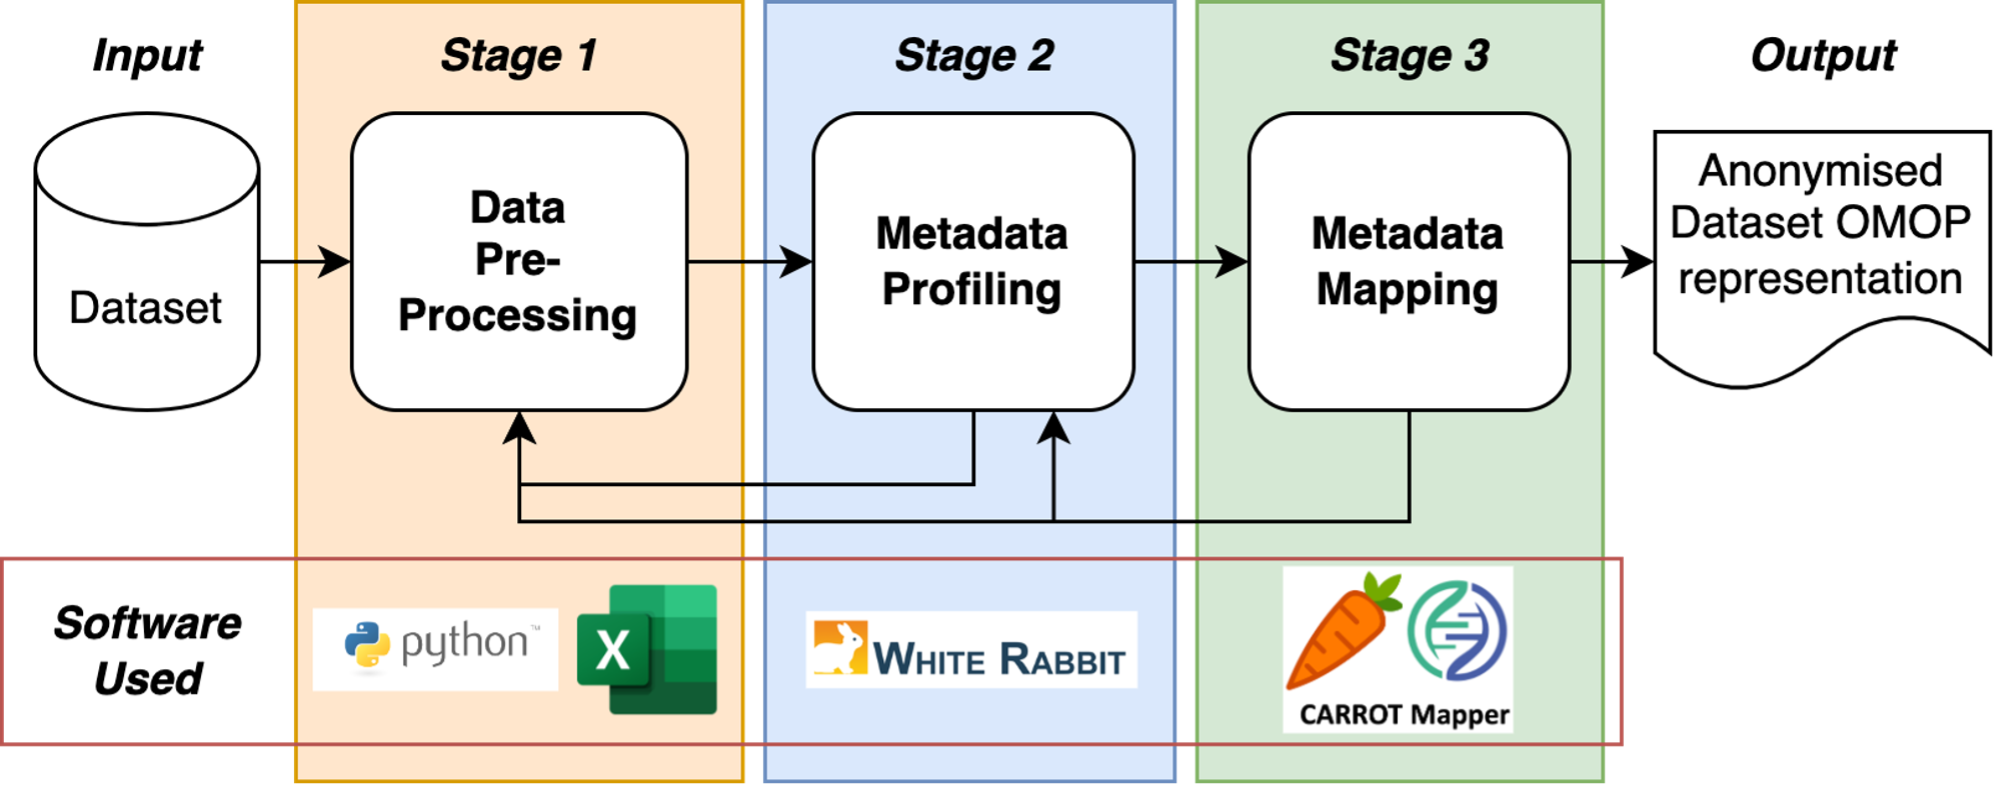 Input
Stage 1
Stage 2
Stage 3
Output
Dataset
Data
Pre-
Processing
Metadata
Profiling
Metadata
Mapping
Anonymised
Dataset OMOP
representation
Software
Used
python™
X
WHITE RABBIT
CARROT Mapper